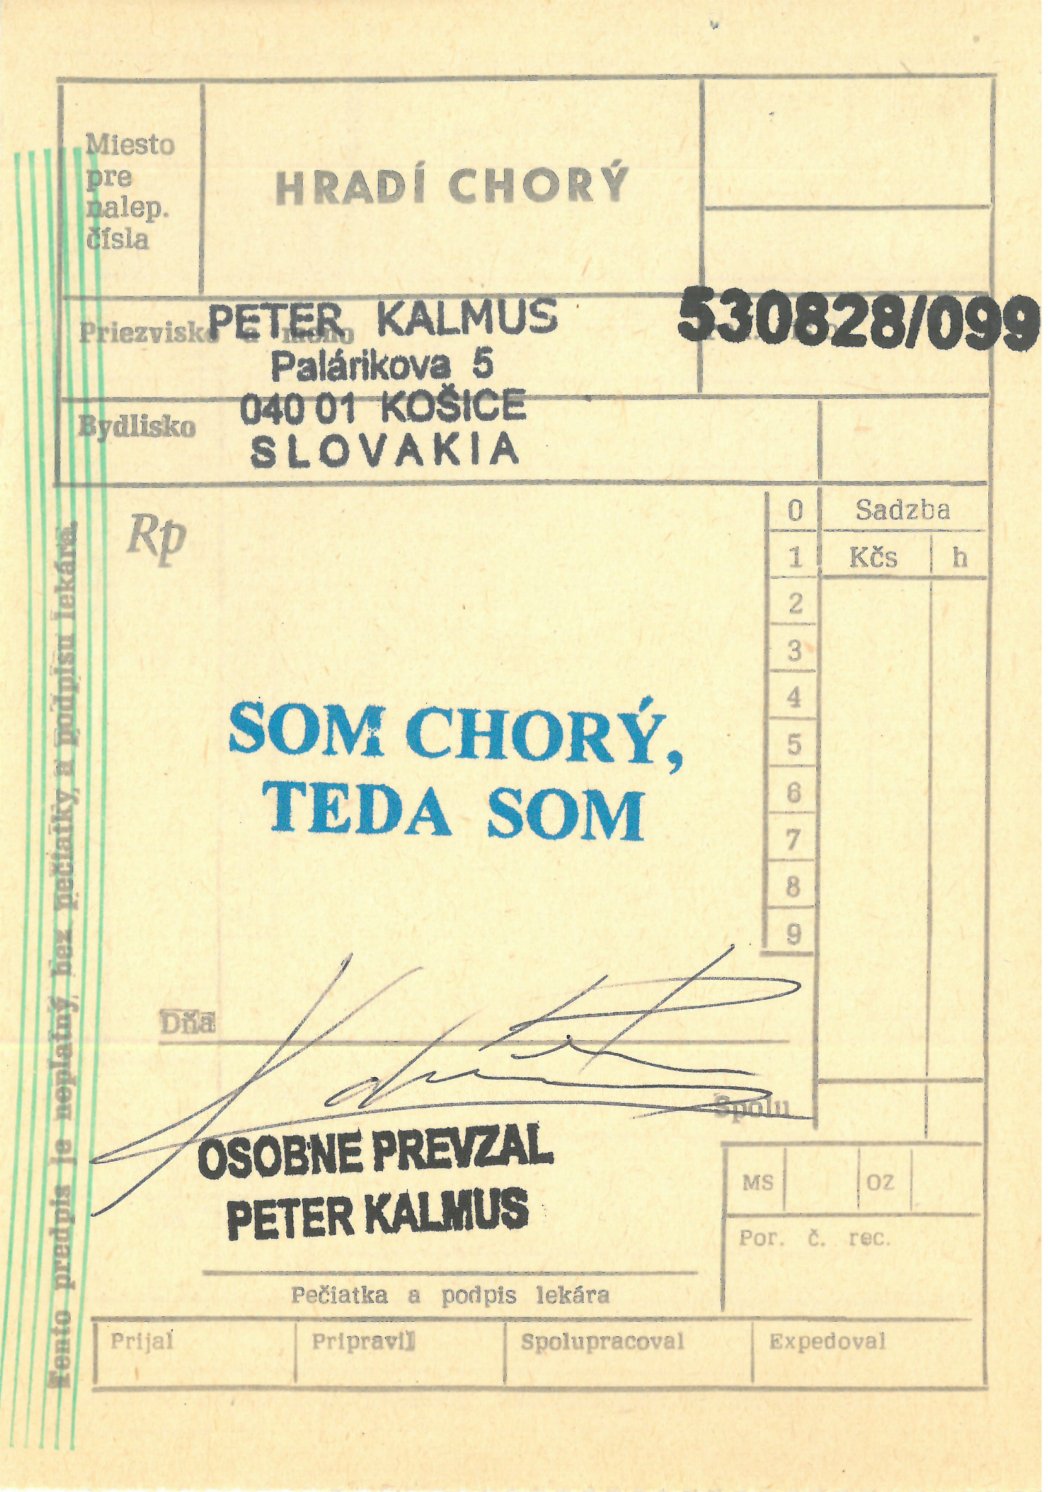 Miesto
pre
nalep.
čísla
HRADÍ CHORÝ
Priezvisko a meno
PETER KALMUS
530828/099
Palárikova 5
Bydlisko
040 01 KOŠICE
SLOVAKIA
Rp
0
Sadzba
1
Kčs h
2
3
4
5
6
7
8
9
SOM CHORÝ,
TEDA SOM
Dňa
Spolu
OSOBNE PREVZAL
PETER KALMUS
MS OZ
Por. č. rec.
Pečiatka a podpis lekára
Prijal Pripravil Spolupracoval Expedoval
Tento predpis je neplatný bez pečiatky a podpisu lekára